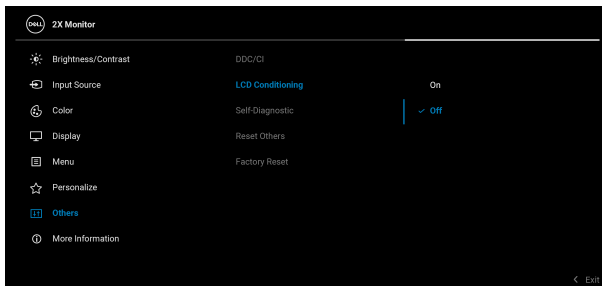 DELL 2X Monitor
Brightness/Contrast DDC/CI
Input Source LCD Conditioning On
Color Self-Diagnostic ✓ Off
Display Reset Others
Menu Factory Reset
Personalize
Others
More Information
< Exit